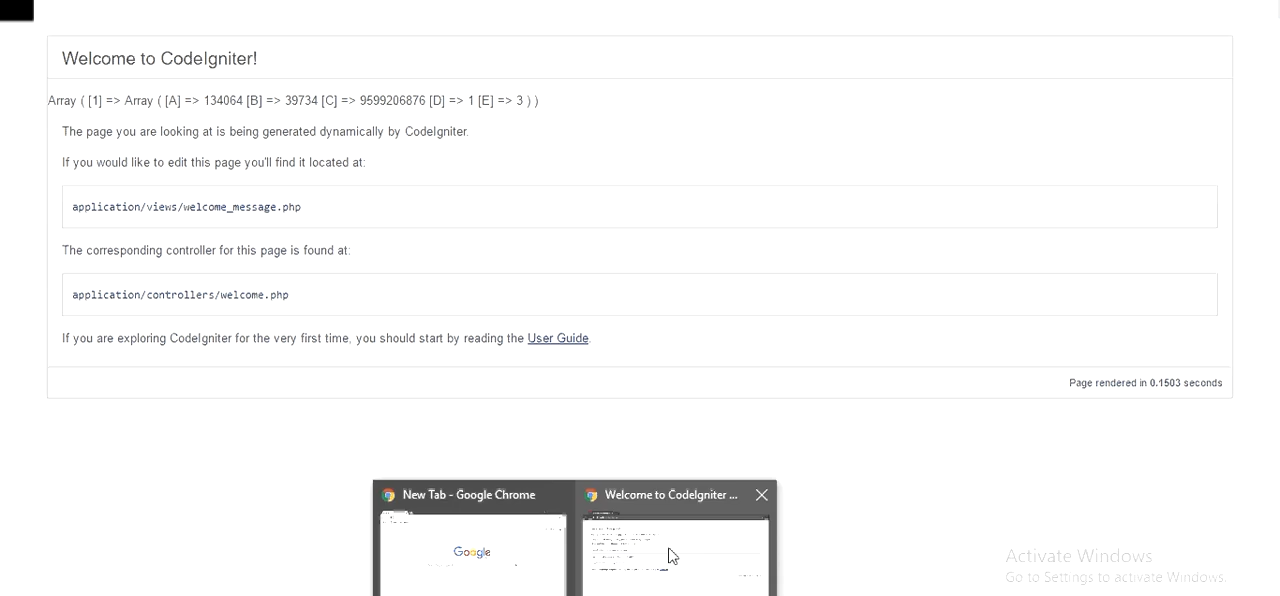 Welcome to CodeIgniter!
Array ( [1] => Array ( [A] => 134064 [B] => 39734 [C] => 9599206876 [D] => 1 [E] => 3 ) )
The page you are looking at is being generated dynamically by CodeIgniter.
If you would like to edit this page you'll find it located at:
application/views/welcome_message.php
The corresponding controller for this page is found at:
application/controllers/welcome.php
If you are exploring CodeIgniter for the very first time, you should start by reading the User Guide.
Page rendered in 0.1503 seconds
New Tab - Google Chrome
Welcome to CodeIgniter ...
Google
Activate Windows
Go to Settings to activate Windows.